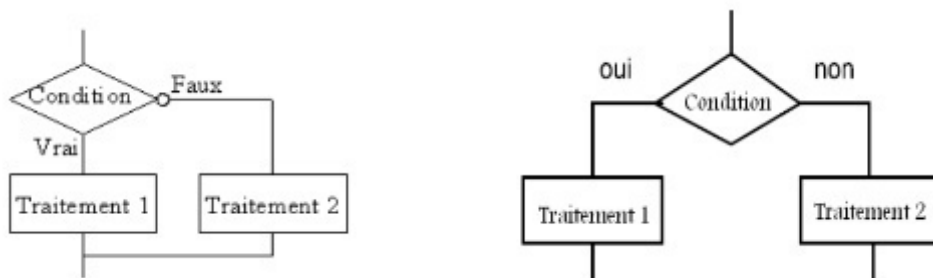 Condition
Faux
Vrai
Traitement 1
Traitement 2
oui
non
Condition
Traitement 1
Traitement 2